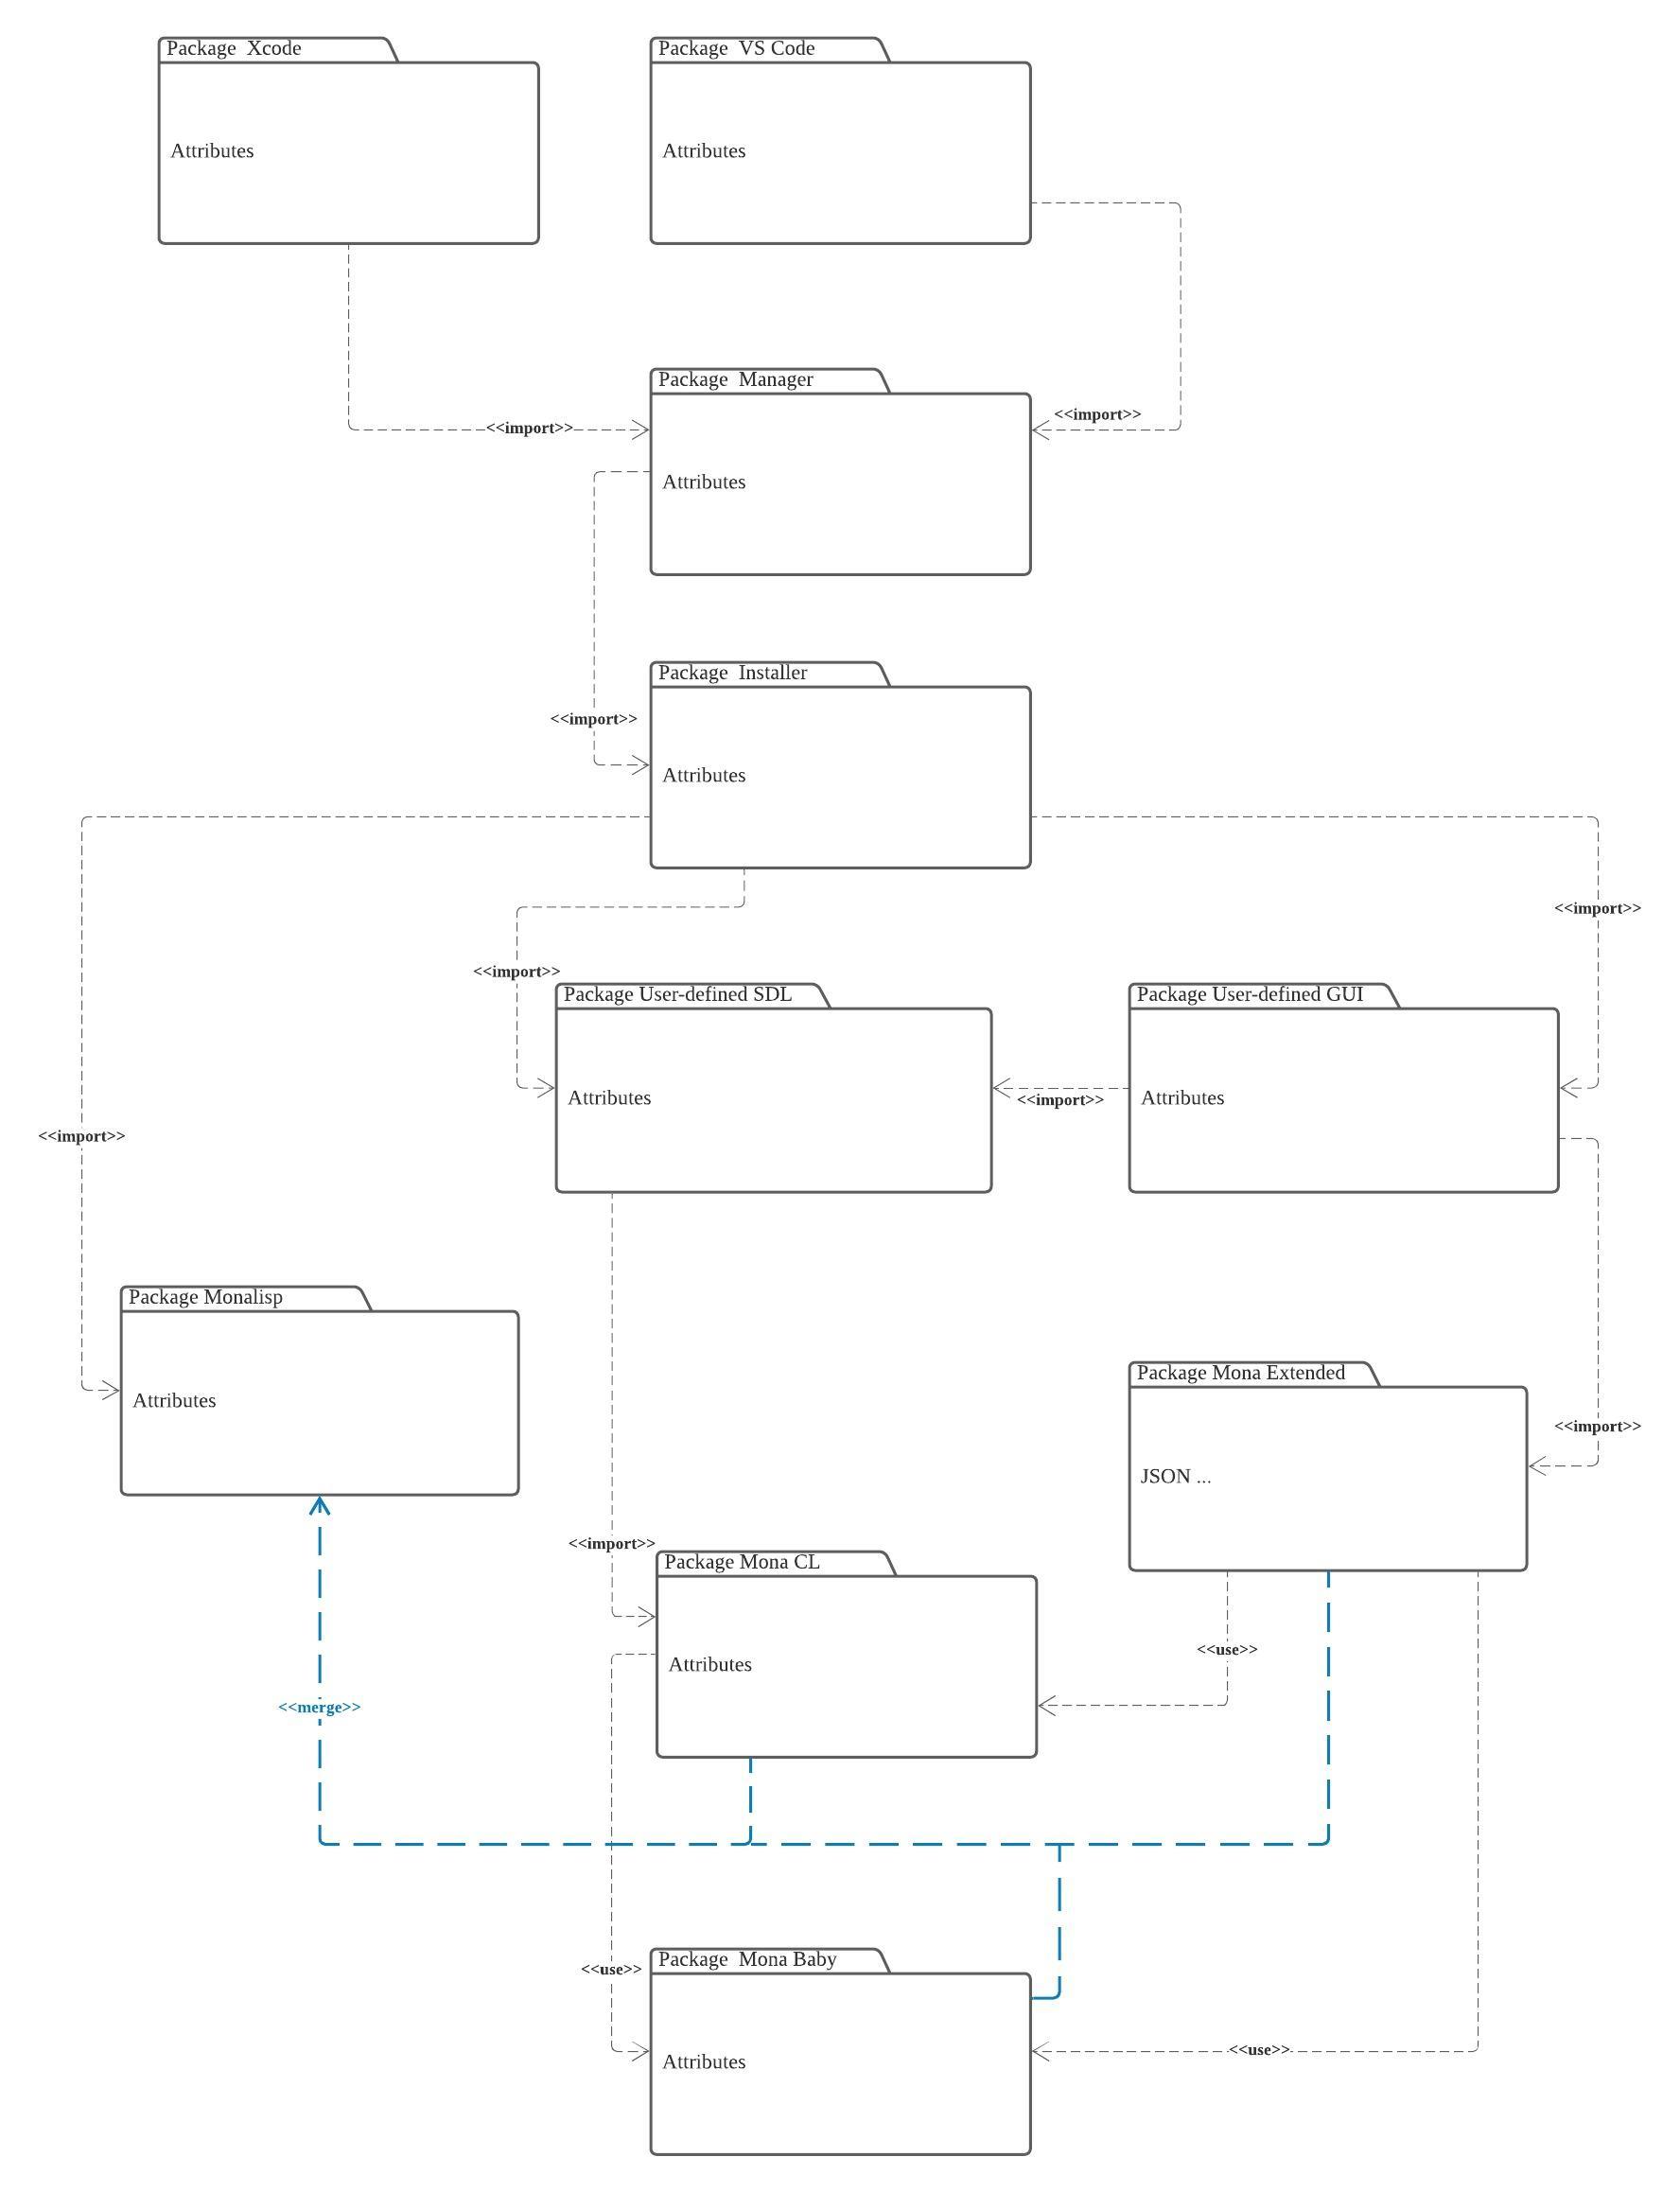 Package  Xcode
Package  VS Code
Attributes
Attributes
Package  Manager
<<import>>
<<import>>
Attributes
Package  Installer
<<import>>
Attributes
<<import>>
<<import>>
Package User-defined SDL
Package User-defined GUI
Attributes
<<import>>
Attributes
<<import>>
Package Monalisp
Attributes
Package Mona Extended
<<import>>
JSON ...
<<import>>
Package Mona CL
<<use>>
Attributes
<<merge>>
Package  Mona Baby
<<use>>
<<use>>
Attributes